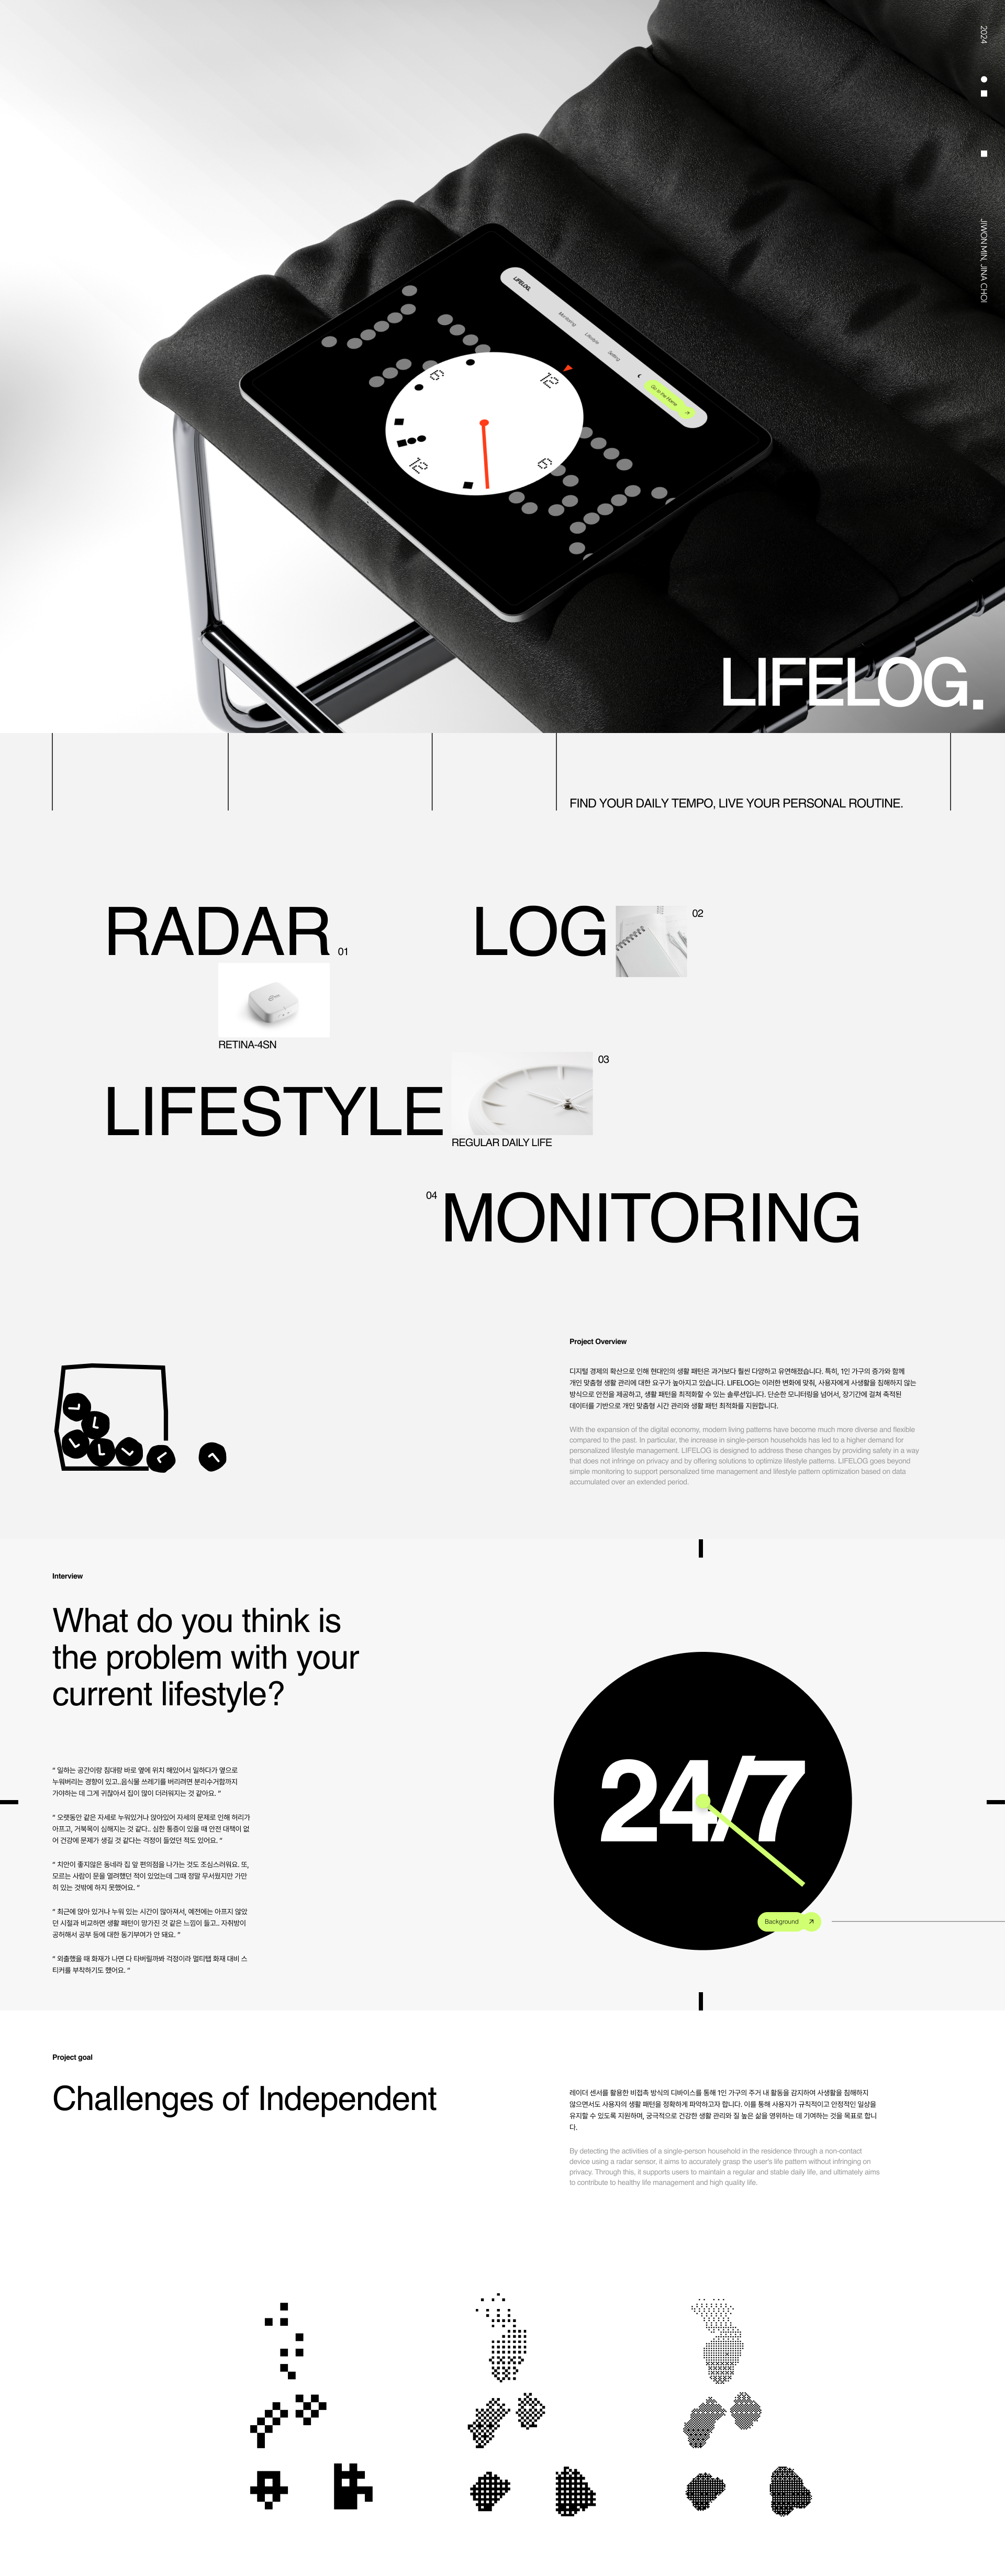 2024
JIWON MIN, JINA CHOI
LIFELOG.
Monitoring
Lifestyle
Setting
Go to the Home
12
6
6
12
LIFELOG.
FIND YOUR DAILY TEMPO, LIVE YOUR PERSONAL ROUTINE.
RADAR 01
LOG 02
RETINA-4SN
03
LIFESTYLE
REGULAR DAILY LIFE
04 MONITORING
Project Overview
디지털 경제의 확산으로 인해 현대인의 생활 패턴은 과거보다 훨씬 다양하고 유연해졌습니다. 특히, 1인 가구의 증가와 함께
개인 맞춤형 생활 관리에 대한 요구가 높아지고 있습니다. LIFELOG는 이러한 변화에 맞춰, 사용자에게 사생활을 침해하지 않는
방식으로 안전을 제공하고, 생활 패턴을 최적화할 수 있는 솔루션입니다. 단순한 모니터링을 넘어서, 장기간에 걸쳐 축적된
데이터를 기반으로 개인 맞춤형 시간 관리와 생활 패턴 최적화를 지원합니다.
With the expansion of the digital economy, modern living patterns have become much more diverse and flexible
compared to the past. In particular, the increase in single-person households has led to a higher demand for
personalized lifestyle management. LIFELOG is designed to address these changes by providing safety in a way
that does not infringe on privacy and by offering solutions to optimize lifestyle patterns. LIFELOG goes beyond
simple monitoring to support personalized time management and lifestyle pattern optimization based on data
accumulated over an extended period.
Interview
What do you think is
the problem with your
current lifestyle?
“ 일하는 공간이랑 침대랑 바로 옆에 위치 해있어서 일하다가 옆으로
누워버리는 경향이 있고..음식물 쓰레기를 버리려면 분리수거함까지
가야하는 데 그게 귀찮아서 집이 많이 더러워지는 것 같아요. ”
“ 오랫동안 같은 자세로 누워있거나 앉아있어 자세의 문제로 인해 허리가
아프고, 거북목이 심해지는 것 같다.. 심한 통증이 있을 때 안전 대책이 없
어 건강에 문제가 생길 것 같다는 걱정이 들었던 적도 있어요. ”
“ 치안이 좋지않은 동네라 집 앞 편의점을 나가는 것도 조심스러워요. 또,
모르는 사람이 문을 열려했던 적이 있었는데 그때 정말 무서웠지만 가만
히 있는 것밖에 하지 못했어요. ”
“ 최근에 앉아 있거나 누워 있는 시간이 많아져서, 예전에는 아프지 않았
던 시절과 비교하면 생활 패턴이 망가진 것 같은 느낌이 들고.. 자취방이
공허해서 공부 등에 대한 동기부여가 안 돼요. ”
“ 외출했을 때 화재가 나면 다 타버릴까봐 걱정이라 멀티탭 화재 대비 스
티커를 부착하기도 했어요. ”
24/7
Background
Project goal
Challenges of Independent
레이더 센서를 활용한 비접촉 방식의 디바이스를 통해 1인 가구의 주거 내 활동을 감지하여 사생활을 침해하지
않으면서도 사용자의 생활 패턴을 정확하게 파악하고자 합니다. 이를 통해 사용자가 규칙적이고 안정적인 일상을
유지할 수 있도록 지원하며, 궁극적으로 건강한 생활 관리와 질 높은 삶을 영위하는 데 기여하는 것을 목표로 합니
다.
By detecting the activities of a single-person household in the residence through a non-contact
device using a radar sensor, it aims to accurately grasp the user's life pattern without infringing on
privacy. Through this, it supports users to maintain a regular and stable daily life, and ultimately aims
to contribute to healthy life management and high quality life.